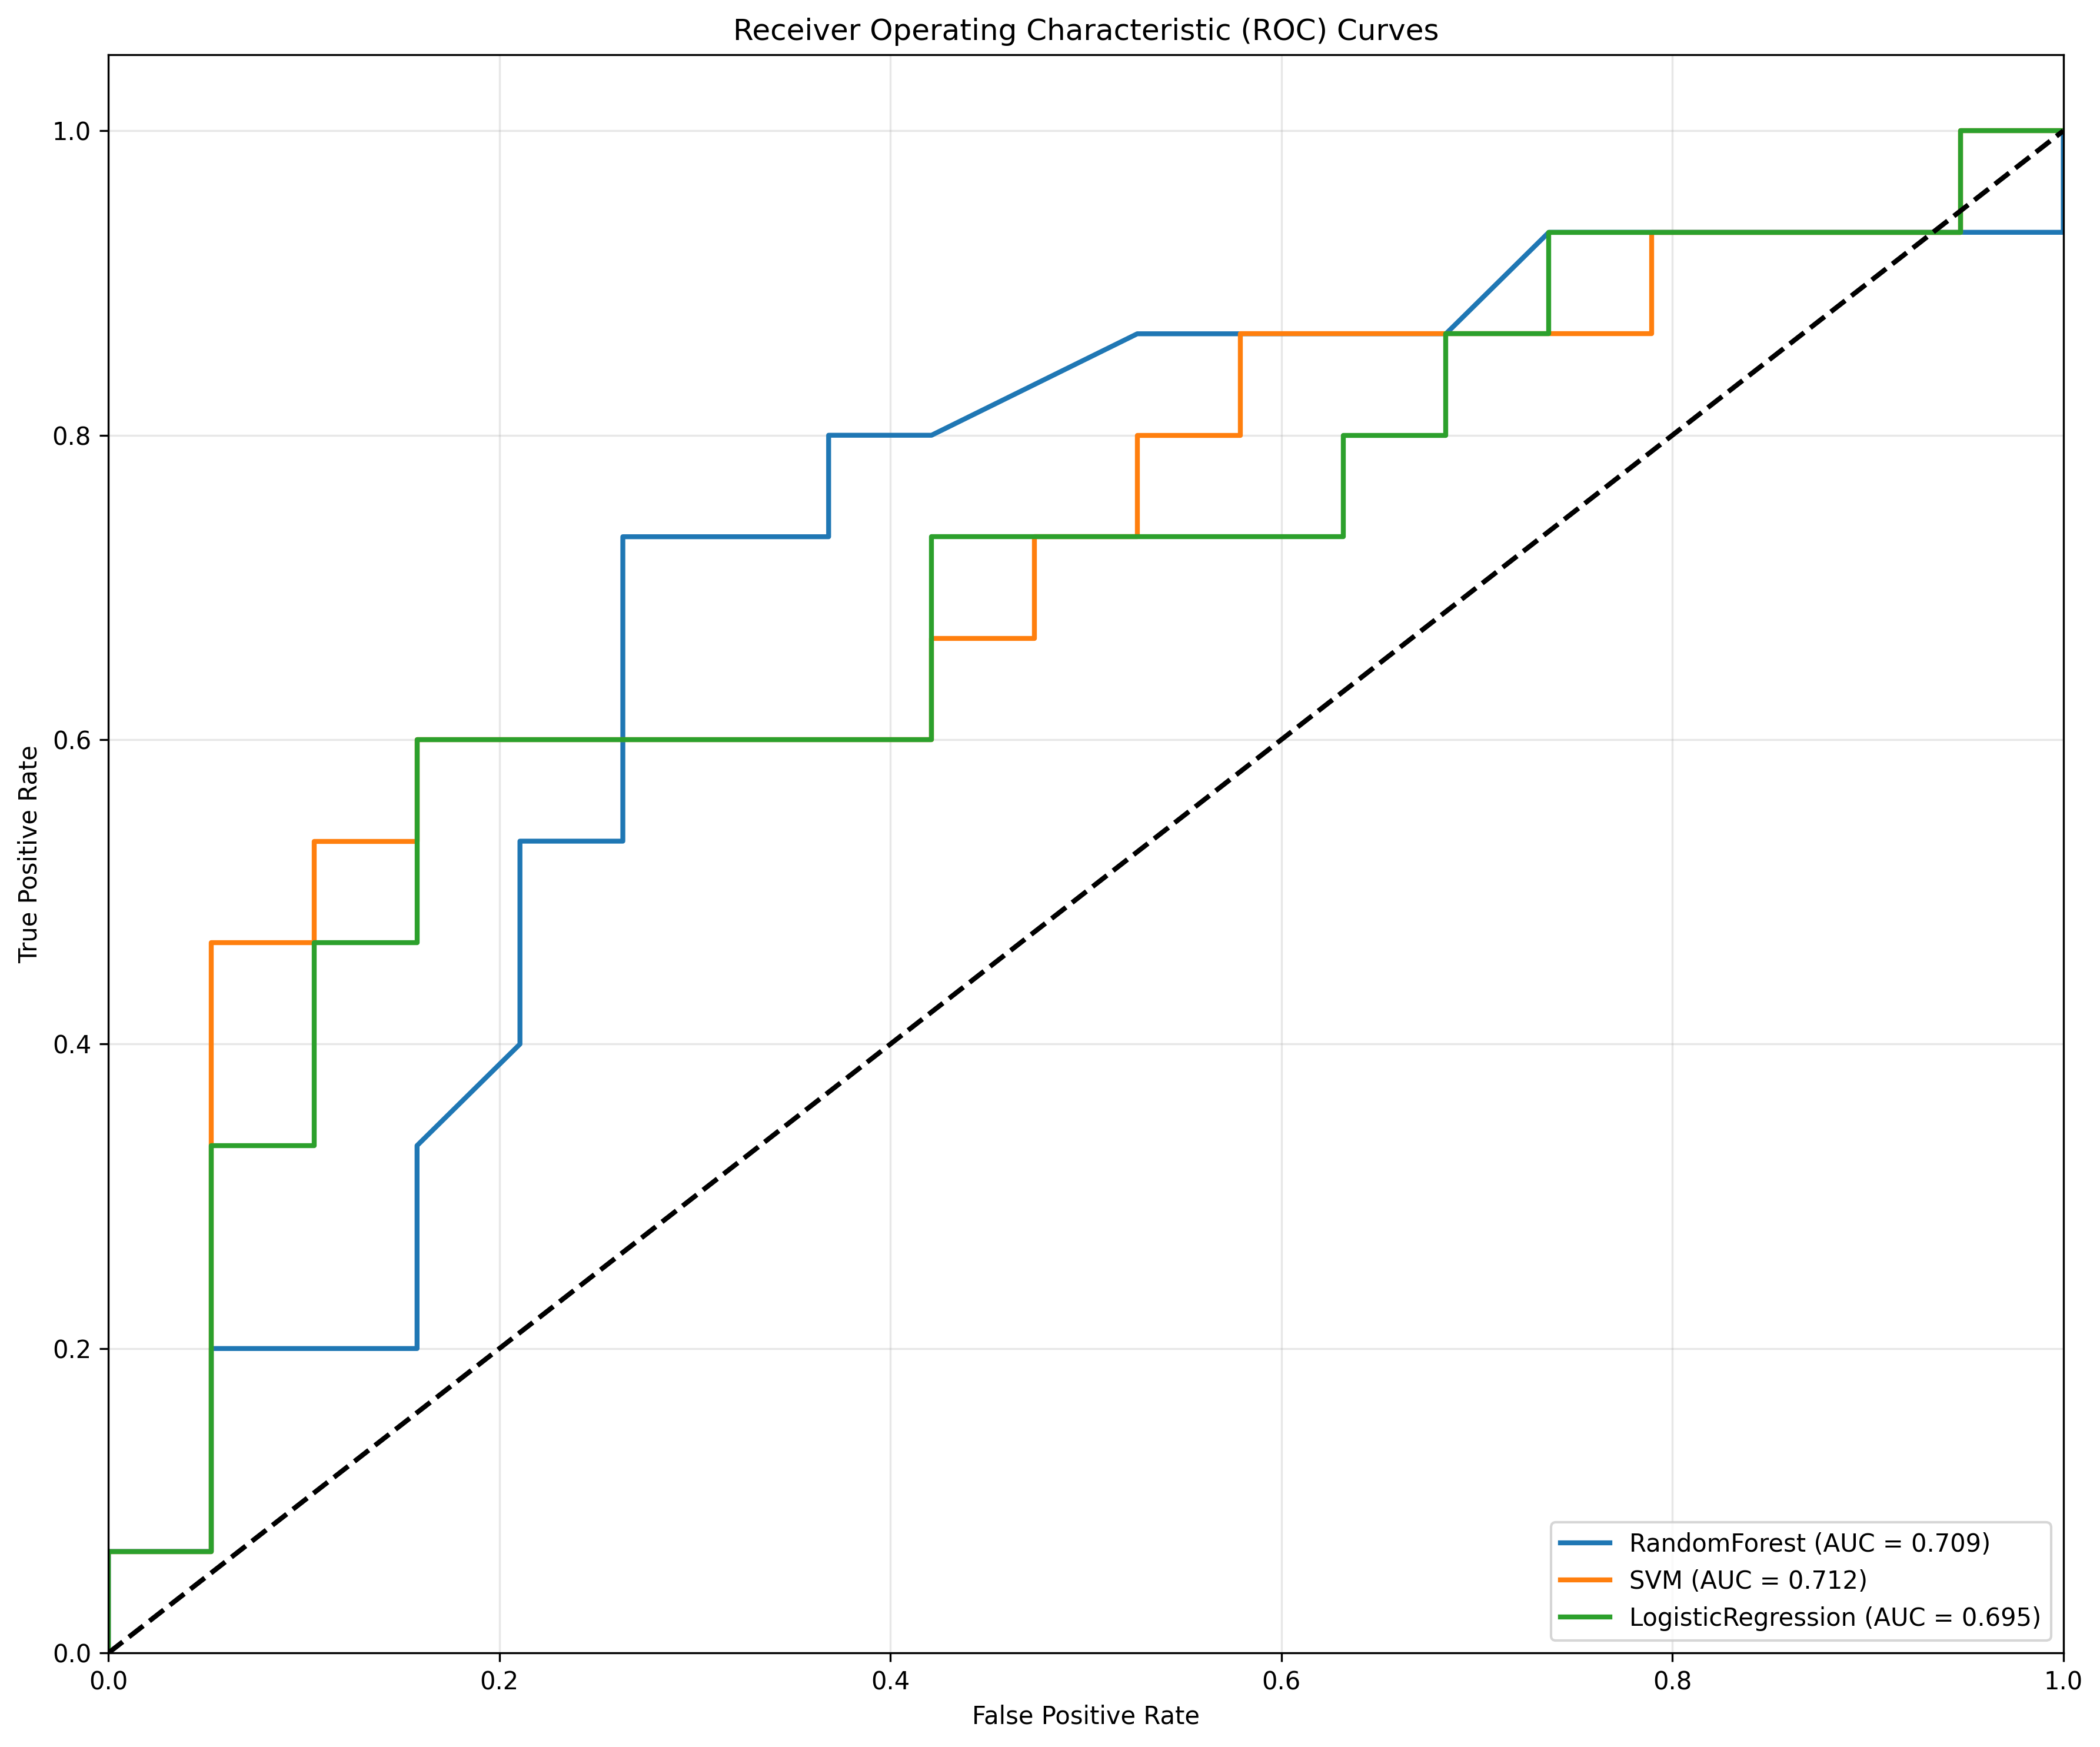 Receiver Operating Characteristic (ROC) Curves
True Positive Rate
1.0
0.8
0.6
0.4
0.2
0.0
0.0 0.2 0.4 0.6 0.8 1.0
False Positive Rate
RandomForest (AUC = 0.709)
SVM (AUC = 0.712)
LogisticRegression (AUC = 0.695)